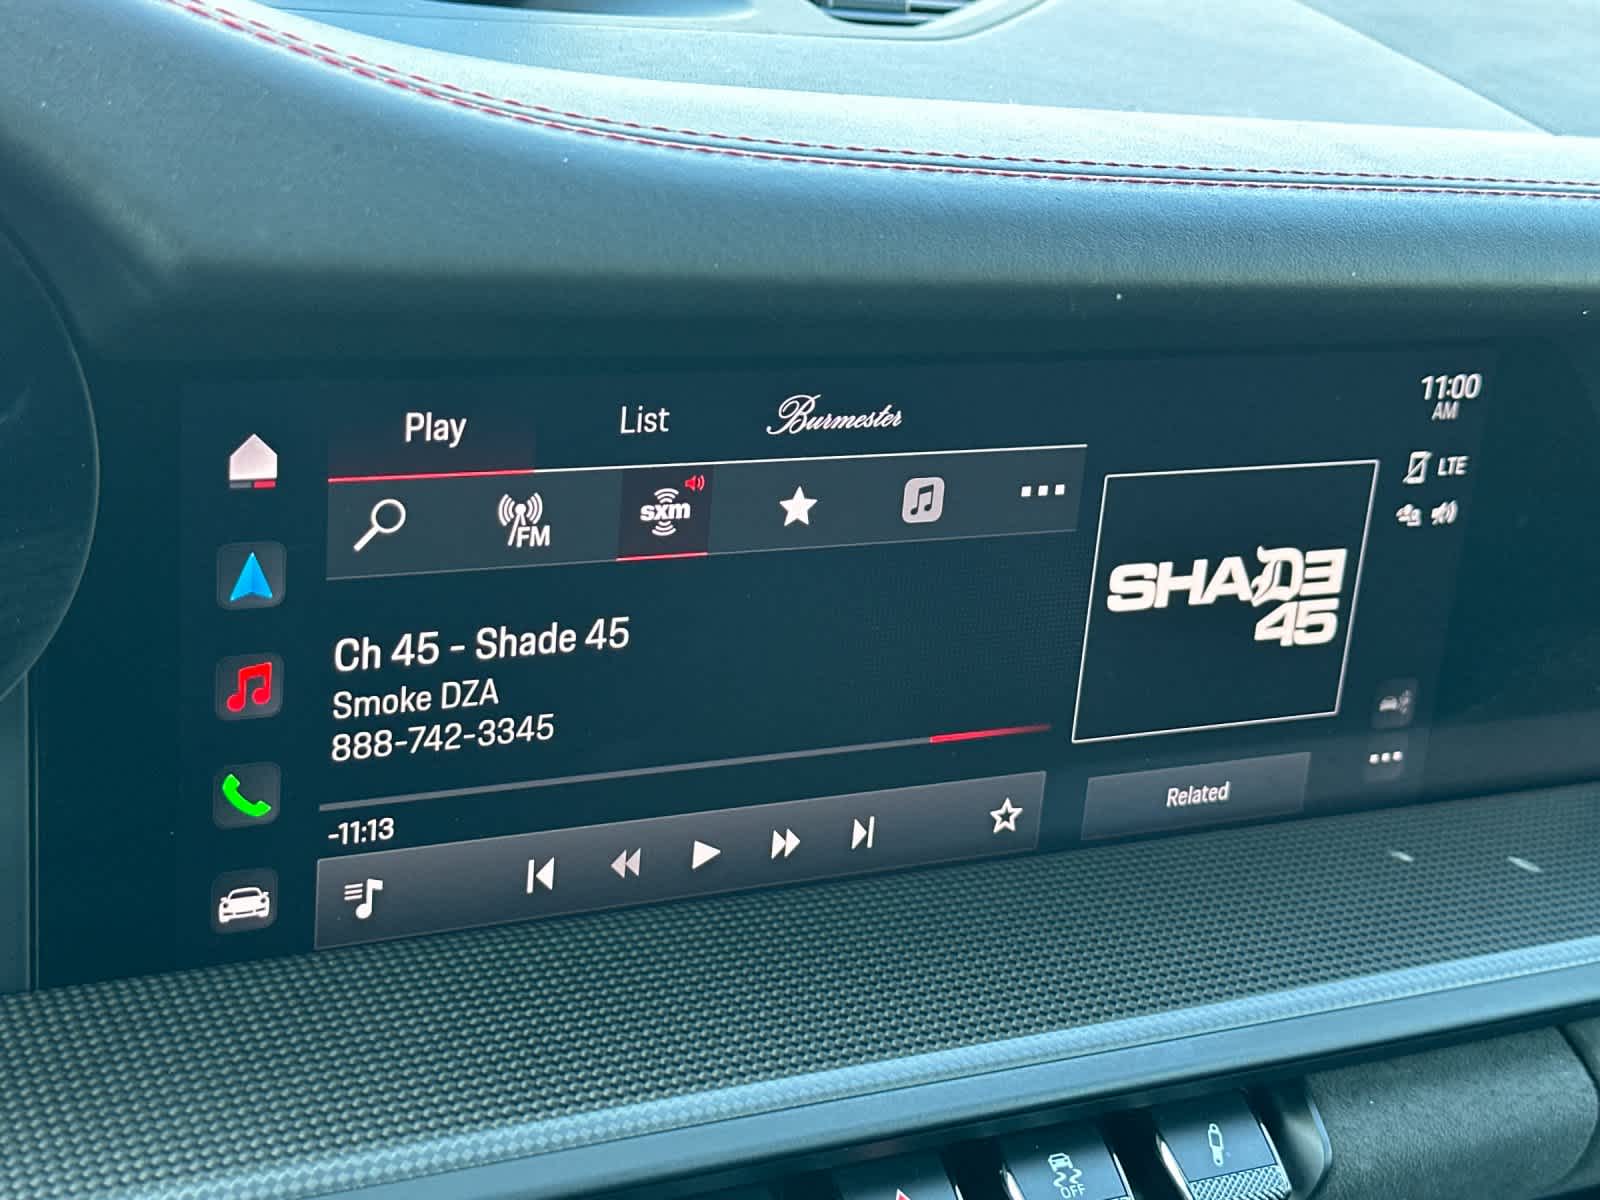 Play
List
Burmester
11:00
AM
FM
sxm
LTE
Ch 45 - Shade 45
Smoke DZA
888-742-3345
SHADE
45
-11:13
Related
OFF